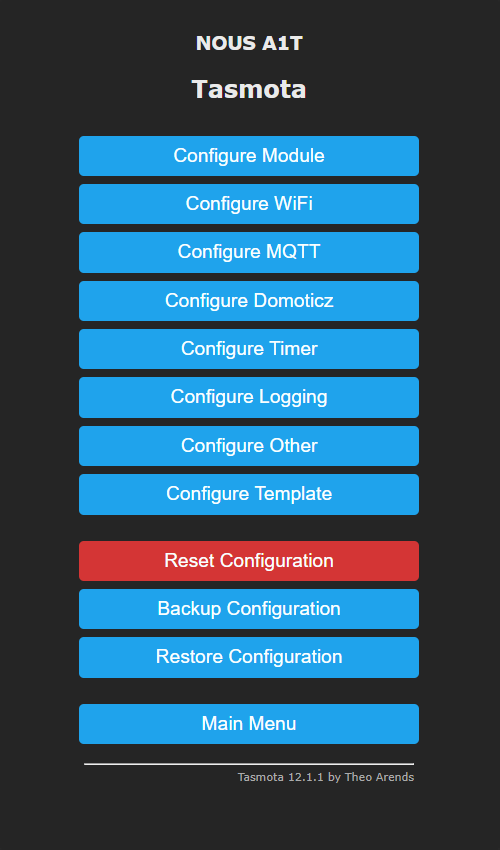 NOUS A1T
Tasmota
Configure Module
Configure WiFi
Configure MQTT
Configure Domoticz
Configure Timer
Configure Logging
Configure Other
Configure Template
Reset Configuration
Backup Configuration
Restore Configuration
Main Menu
Tasmota 12.1.1 by Theo Arends